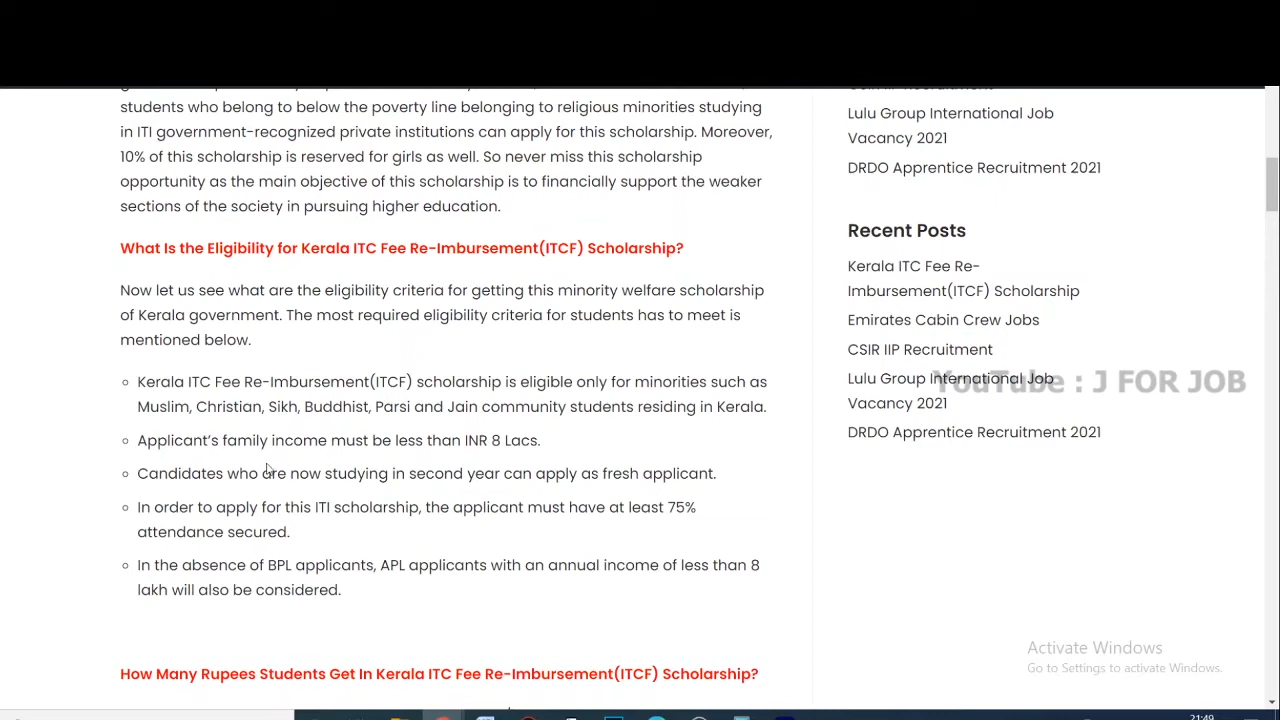 students who belong to below the poverty line belonging to religious minorities studying
in ITI government-recognized private institutions can apply for this scholarship. Moreover,
10% of this scholarship is reserved for girls as well. So never miss this scholarship
opportunity as the main objective of this scholarship is to financially support the weaker
sections of the society in pursuing higher education.
What Is the Eligibility for Kerala ITC Fee Re-Imbursement(ITCF) Scholarship?
Now let us see what are the eligibility criteria for getting this minority welfare scholarship
of Kerala government. The most required eligibility criteria for students has to meet is
mentioned below.
Kerala ITC Fee Re-Imbursement(ITCF) scholarship is eligible only for minorities such as
Muslim, Christian, Sikh, Buddhist, Parsi and Jain community students residing in Kerala.
Applicant's family income must be less than INR 8 Lacs.
Candidates who are now studying in second year can apply as fresh applicant.
In order to apply for this ITI scholarship, the applicant must have at least 75%
attendance secured.
In the absence of BPL applicants, APL applicants with an annual income of less than 8
lakh will also be considered.
How Many Rupees Students Get In Kerala ITC Fee Re-Imbursement(ITCF) Scholarship?
Lulu Group International Job
Vacancy 2021
DRDO Apprentice Recruitment 2021
Recent Posts
Kerala ITC Fee Re-
Imbursement(ITCF) Scholarship
Emirates Cabin Crew Jobs
CSIR IIP Recruitment
Lulu Group International Job
Vacancy 2021
DRDO Apprentice Recruitment 2021
YouTube : J FOR JOB
Activate Windows
Go to Settings to activate Windows.
21:49